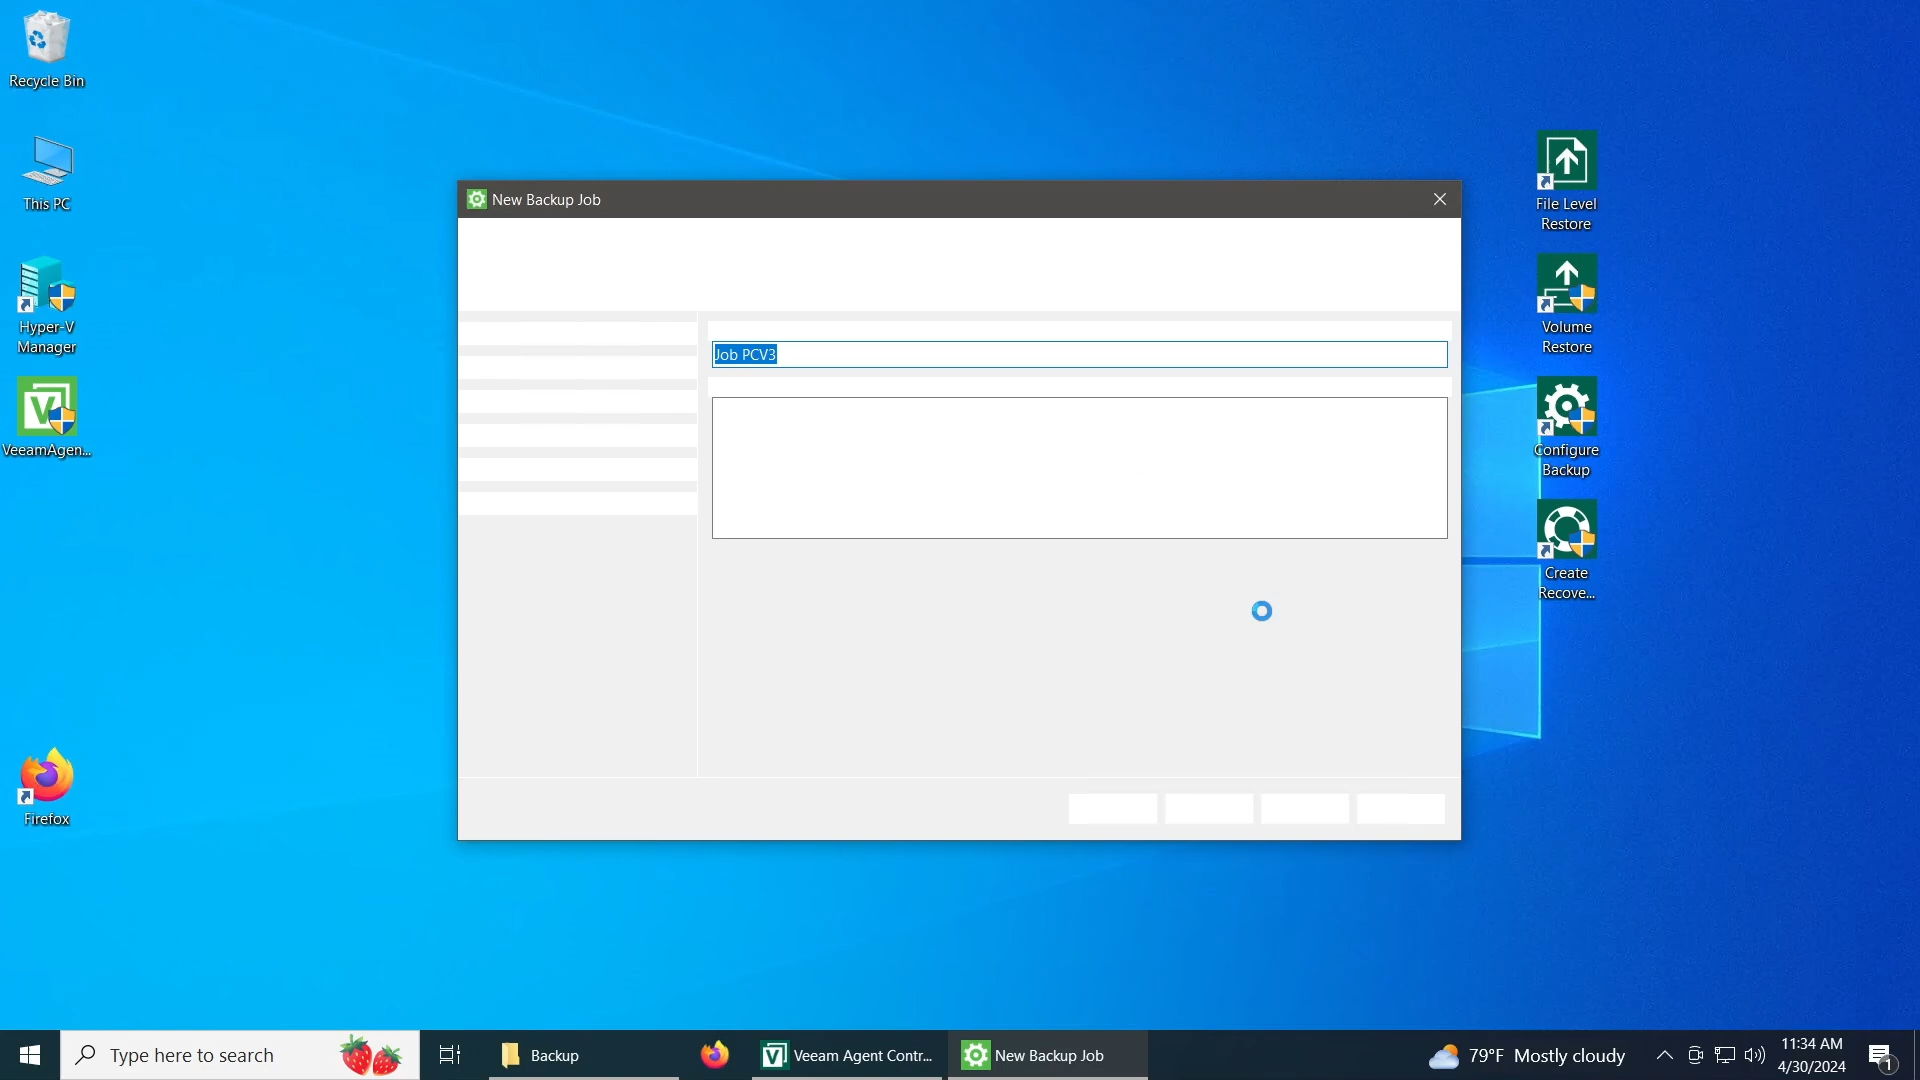 Recycle Bin
This PC
Hyper-V
Manager
VeeamAgen...
Firefox
New Backup Job
Job PCV3
File Level
Restore
Volume
Restore
Configure
Backup
Create
Recove...
Type here to search
Backup
Veeam Agent Contr...
New Backup Job
79°F Mostly cloudy
11:34 AM
4/30/2024
1